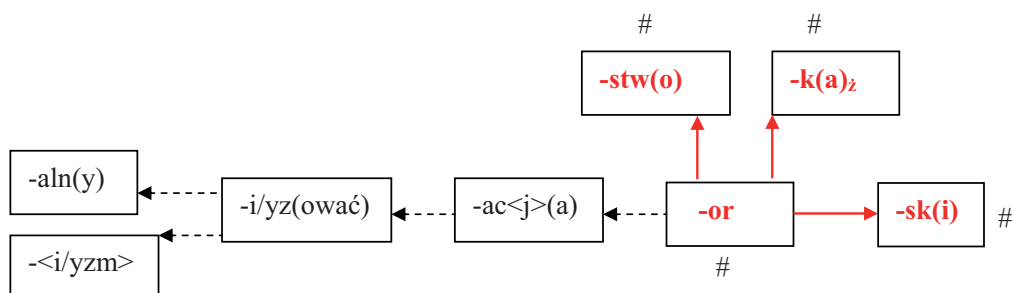 # #
-stw(o) -k(a)ż
-aln(y)
-i/yz(ować) -ac<j>(a) -or -sk(i) #
-<i/yzm>
#